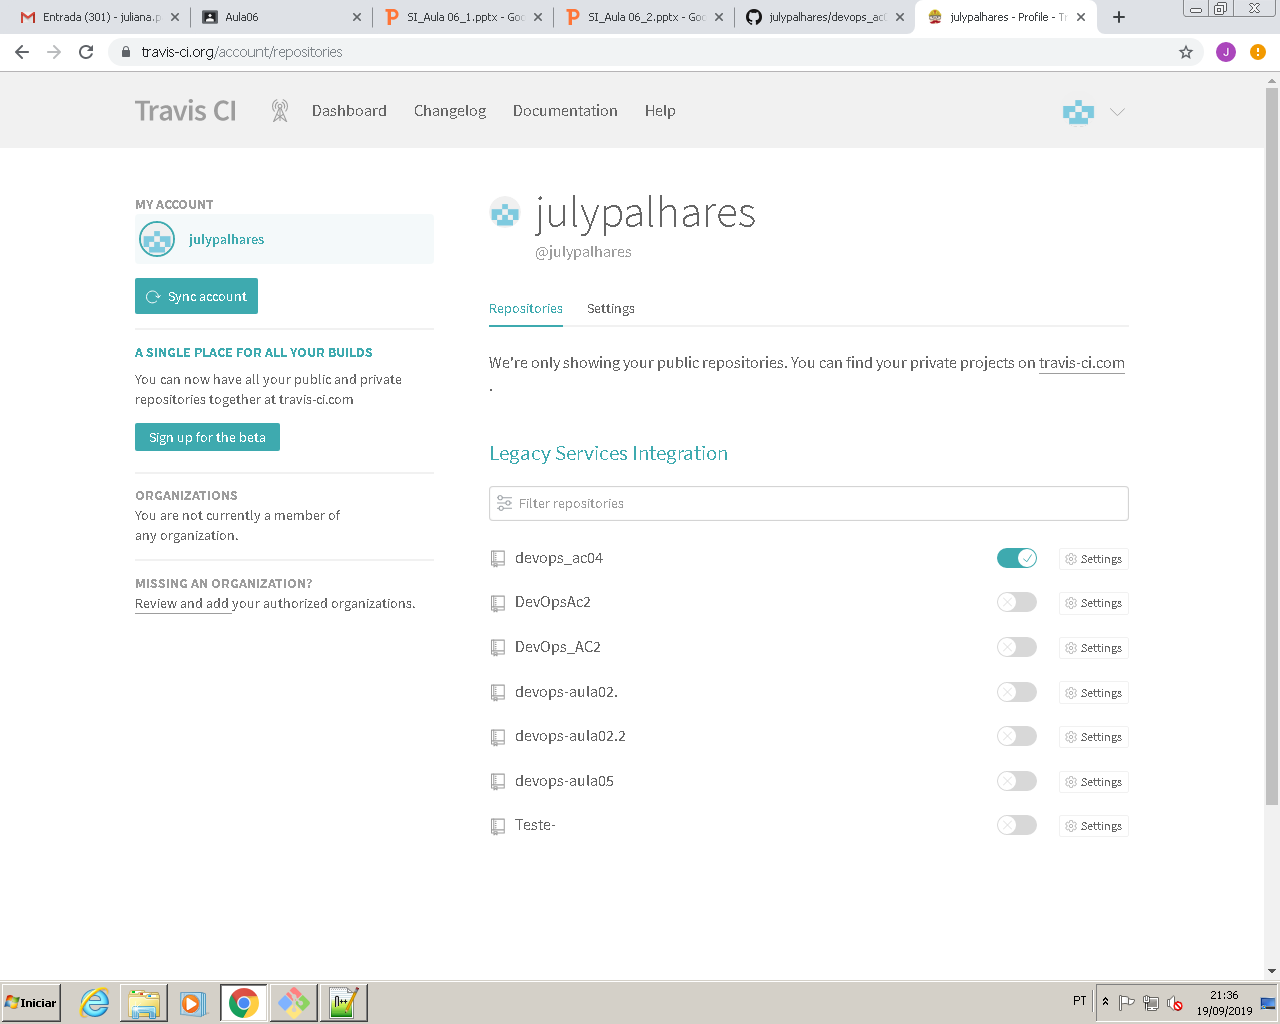 Entrada (301) - juliana.p
Aula06
SI_Aula 06_1.pptx - Goo
SI_Aula 06_2.pptx - Goo
julypalhares/devops_ac0
julypalhares - Profile - Tr
travis-ci.org/account/repositories
J
Travis CI
Dashboard
Changelog
Documentation
Help
MY ACCOUNT
julypalhares
Sync account
A SINGLE PLACE FOR ALL YOUR BUILDS
You can now have all your public and private
repositories together at travis-ci.com
Sign up for the beta
ORGANIZATIONS
You are not currently a member of
any organization.
MISSING AN ORGANIZATION?
Review and add your authorized organizations.
julypalhares
@julypalhares
Repositories
Settings
We're only showing your public repositories. You can find your private projects on travis-ci.com
.
Legacy Services Integration
Filter repositories
devops_ac04
Settings
DevOpsAc2
Settings
DevOps_AC2
Settings
devops-aula02.
Settings
devops-aula02.2
Settings
devops-aula05
Settings
Teste-
Settings
Iniciar
PT
21:36
19/09/2019